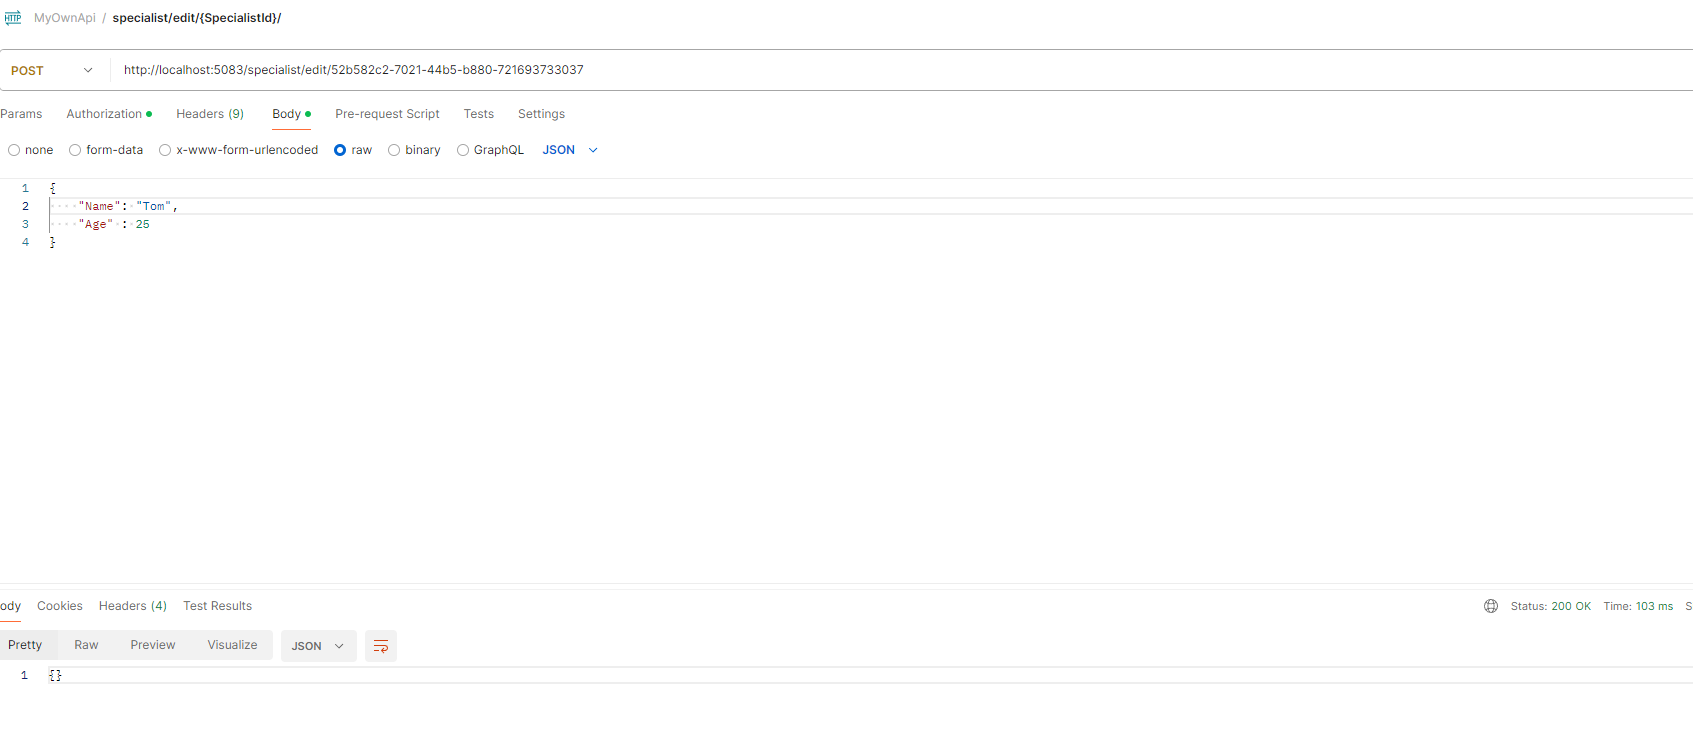 HTTP MyOwnApi / specialist/edit/{SpecialistId}/
POST http://localhost:5083/specialist/edit/52b582c2-7021-44b5-b880-721693733037
Params Authorization Headers (9) Body Pre-request Script Tests Settings
none form-data x-www-form-urlencoded raw binary GraphQL JSON
1 {
2 "Name": "Tom",
3 "Age" : 25
4 }
ody Cookies Headers (4) Test Results Status: 200 OK Time: 103 ms S
Pretty Raw Preview Visualize JSON
1 {}